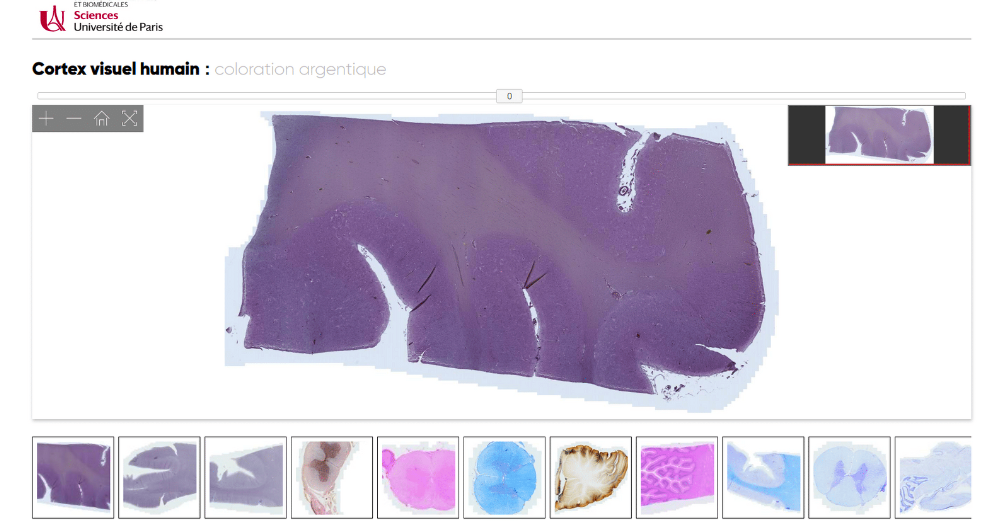 ET BIOMÉDICALES
Sciences
Université de Paris
Cortex visuel humain : coloration argentique
0